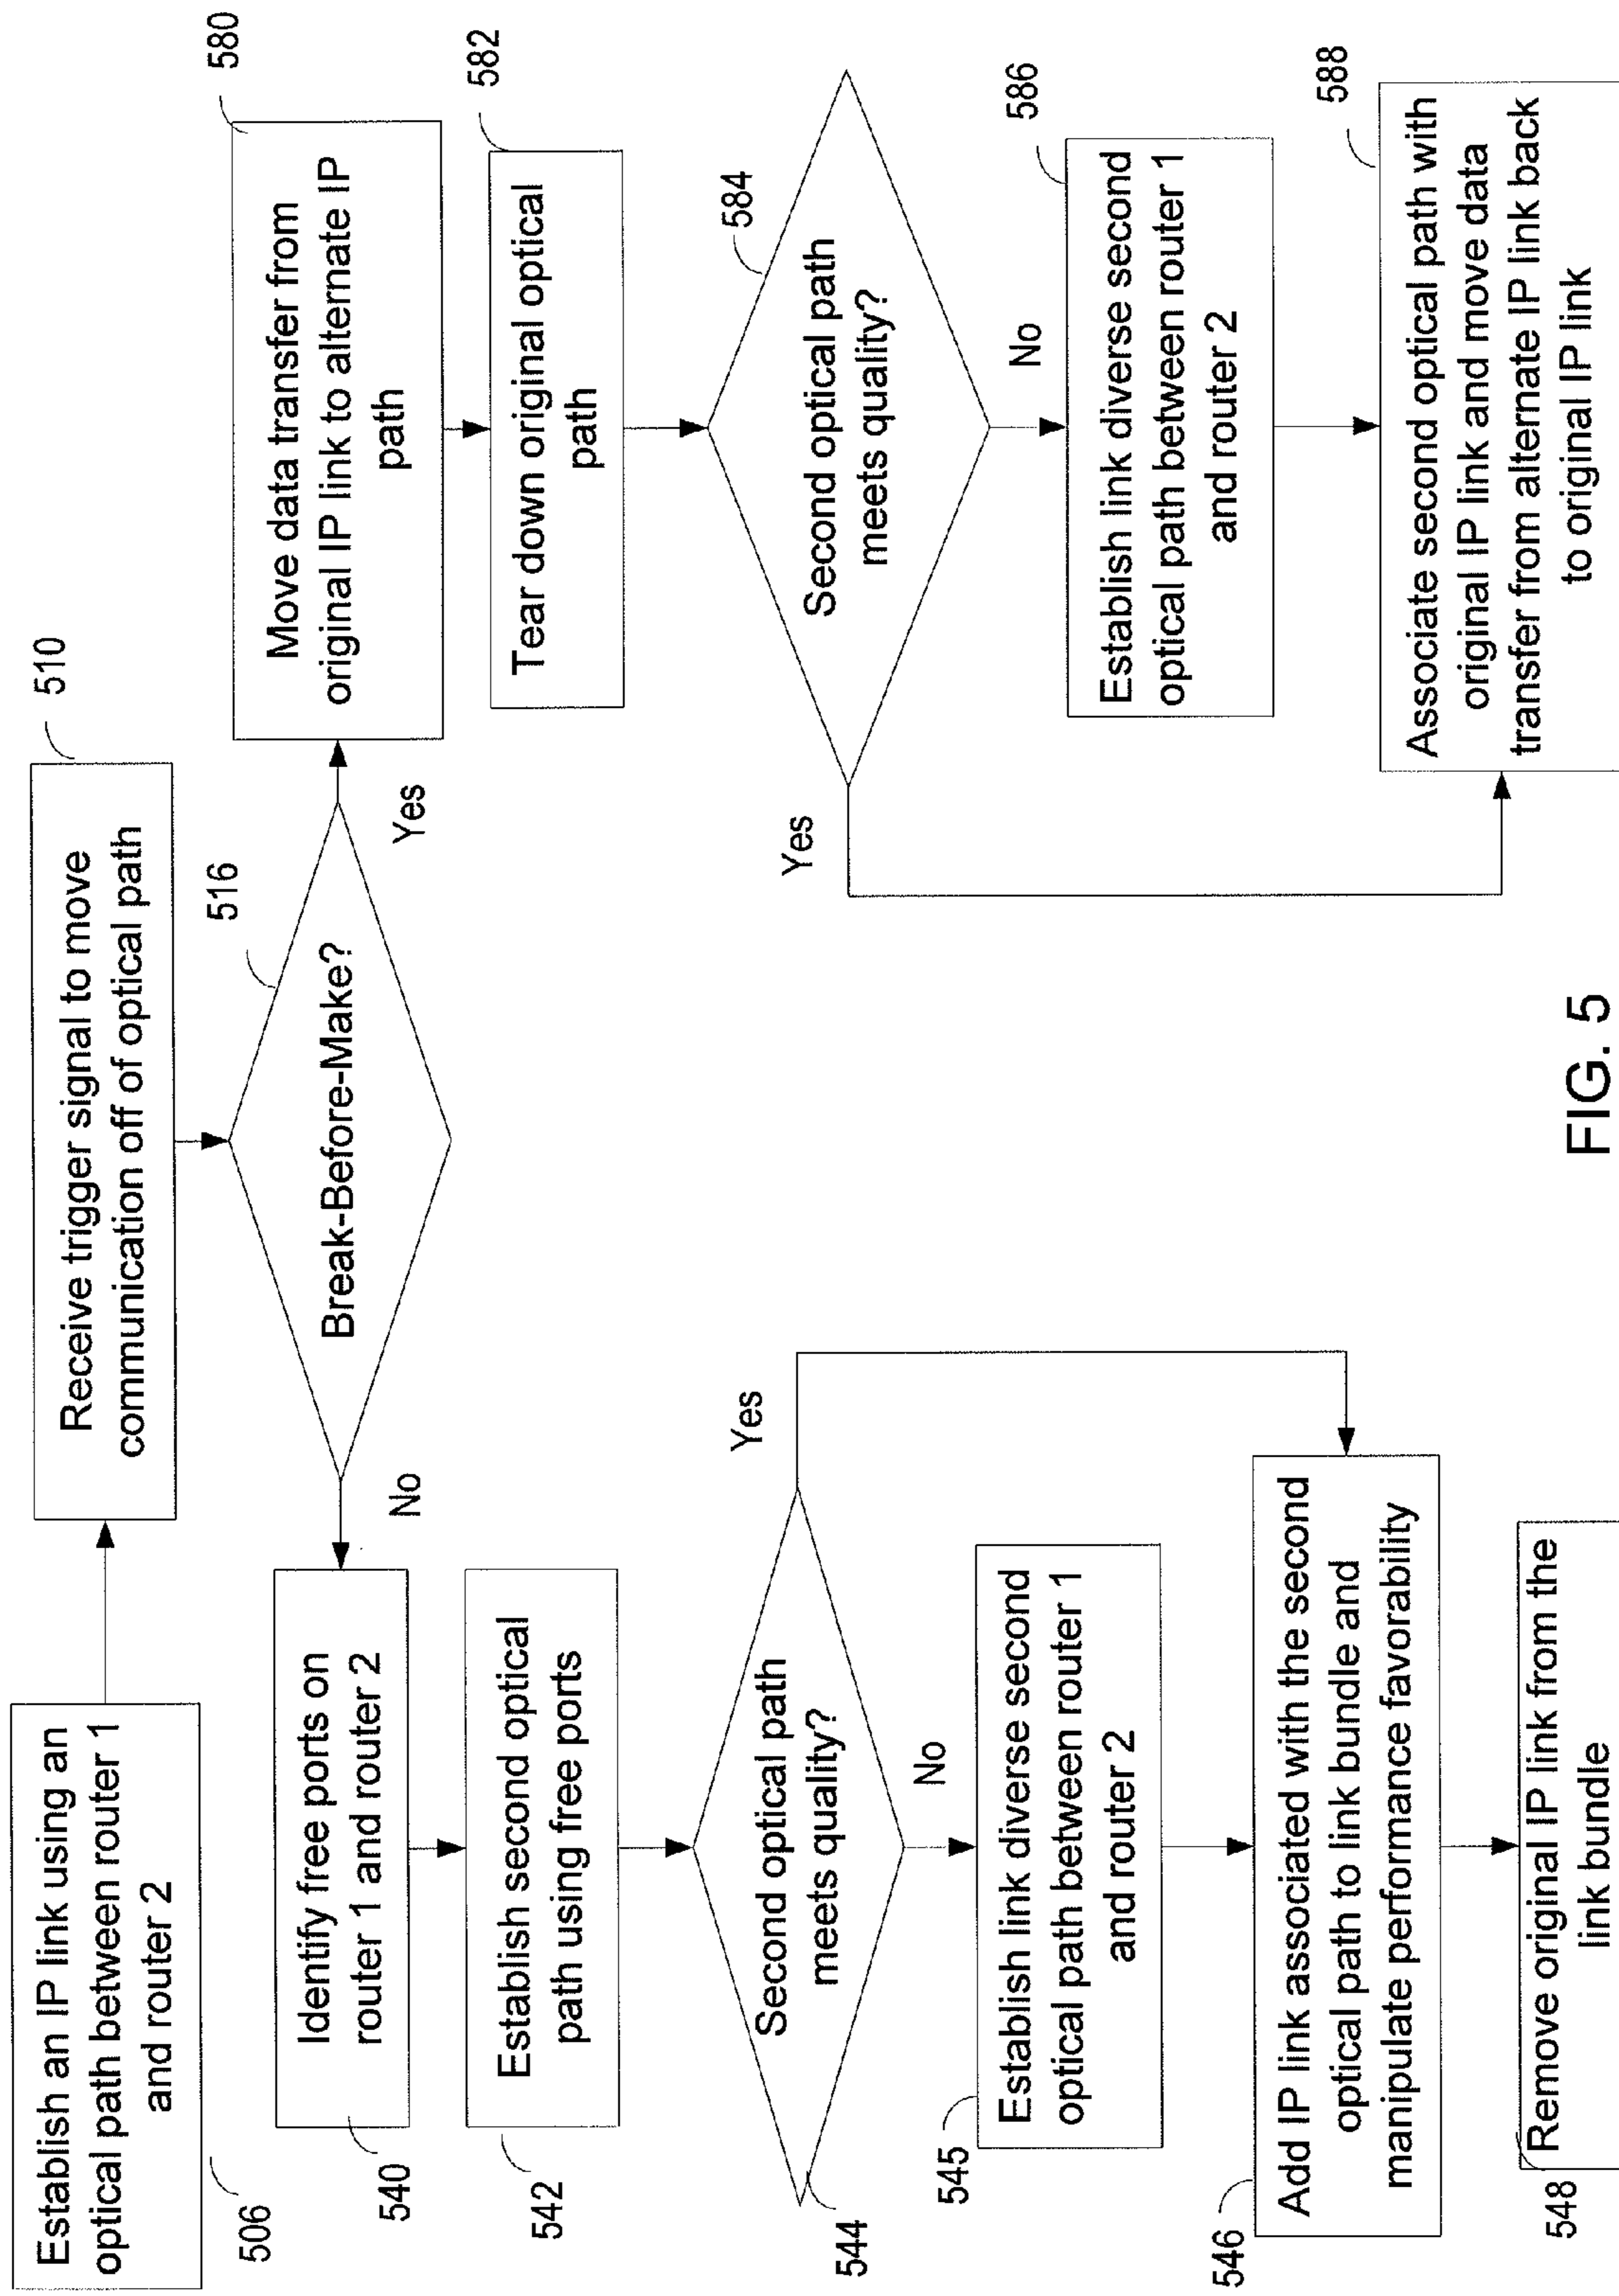 Establish an IP link using an
optical path between router 1
and router 2
506
Receive trigger signal to move
communication off of optical path
510
Break-Before-Make?
516
No
Yes
Identify free ports on
router 1 and router 2
540
Establish second optical
path using free ports
542
Second optical path
meets quality?
544
Yes
No
Establish link diverse second
optical path between router 1
and router 2
545
Add IP link associated with the second
optical path to link bundle and
manipulate performance favorability
546
Remove original IP link from the
link bundle
548
Move data transfer from
original IP link to alternate IP
path
580
Tear down original optical
path
582
Second optical path
meets quality?
584
Yes
No
Establish link diverse second
optical path between router 1
and router 2
586
Associate second optical path with
original IP link and move data
transfer from alternate IP link back
to original IP link
588
FIG. 5